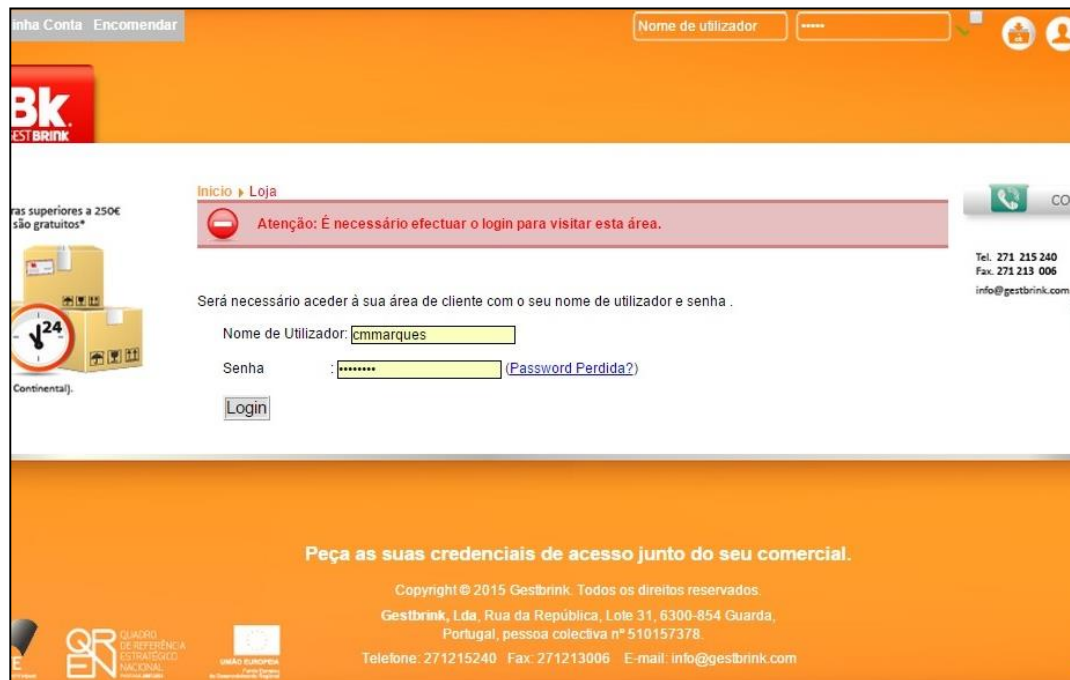 inha Conta Encomendar
Nome de utilizador
•••••
Bk.
GESTBRINK
Início Loja
Atenção: É necessário efectuar o login para visitar esta área.
ras superiores a 250€
são gratuitos*
24
Continental).
CO
Tel. 271 215 240
Fax. 271 213 006
info@gestbrink.com
Será necessário aceder á sua área de cliente com o seu nome de utilizador e senha .
Nome de Utilizador: cmmarques
Senha : •••••••• (Password Perdida?)
Login
Peça as suas credenciais de acesso junto do seu comercial.
Copyright © 2015 Gestbrink. Todos os direitos reservados.
Gestbrink, Lda, Rua da República, Lote 31, 6300-854 Guarda,
Portugal, pessoa colectiva nº 510157378.
Telefone: 271215240 Fax: 271213006 E-mail: info@gestbrink.com
E
QREN
QUADRO
DE REFERÊNCIA
ESTRATÉGICO
NACIONAL
UNIÃO EUROPEIA